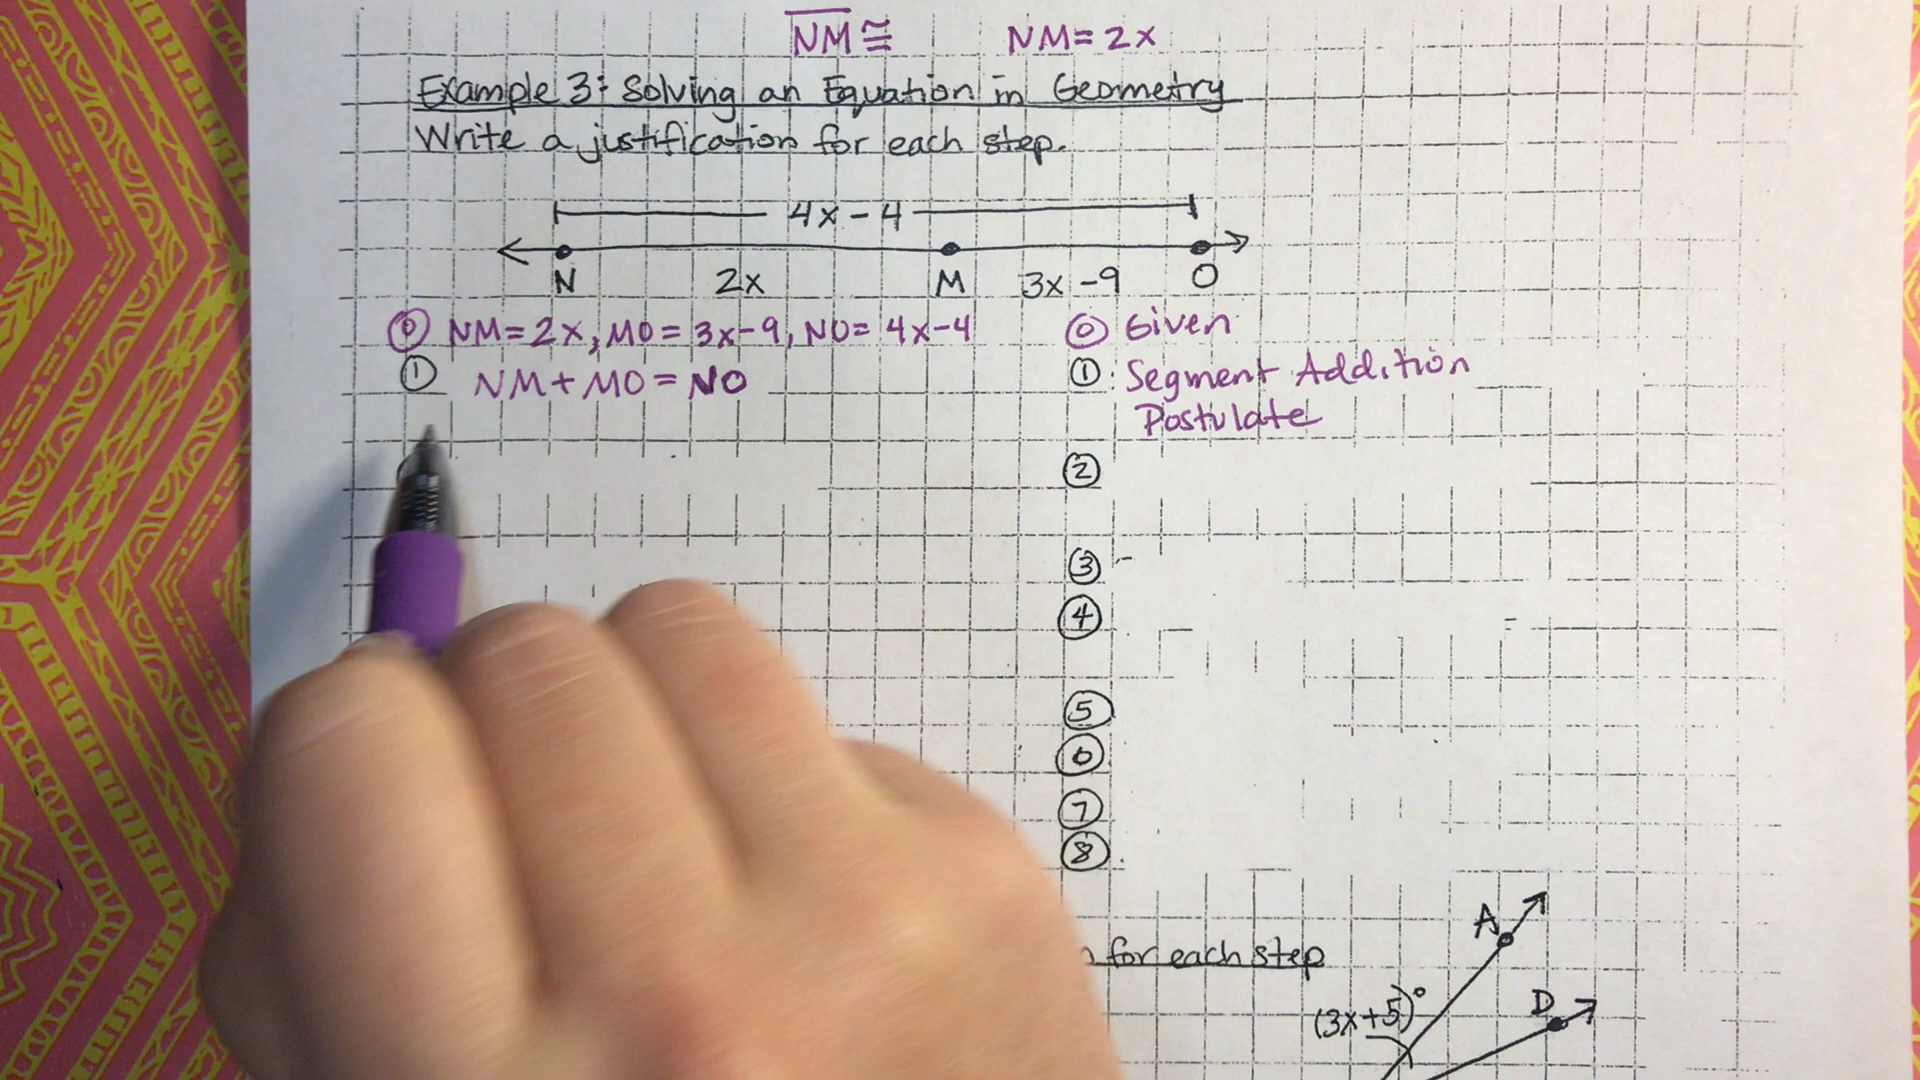 NM ≅ NM = 2x
Example 3: Solving an Equation in Geometry
Write a justification for each step.
4x - 4
N 2x M 3x - 9 O
⓪ NM = 2x, MO = 3x - 9, NO = 4x - 4 ⓪ Given
① NM + MO = NO ① Segment Addition
Postulate
②
③
④
⑤
⑥
⑦
⑧
A
for each step
(3x+5)° D